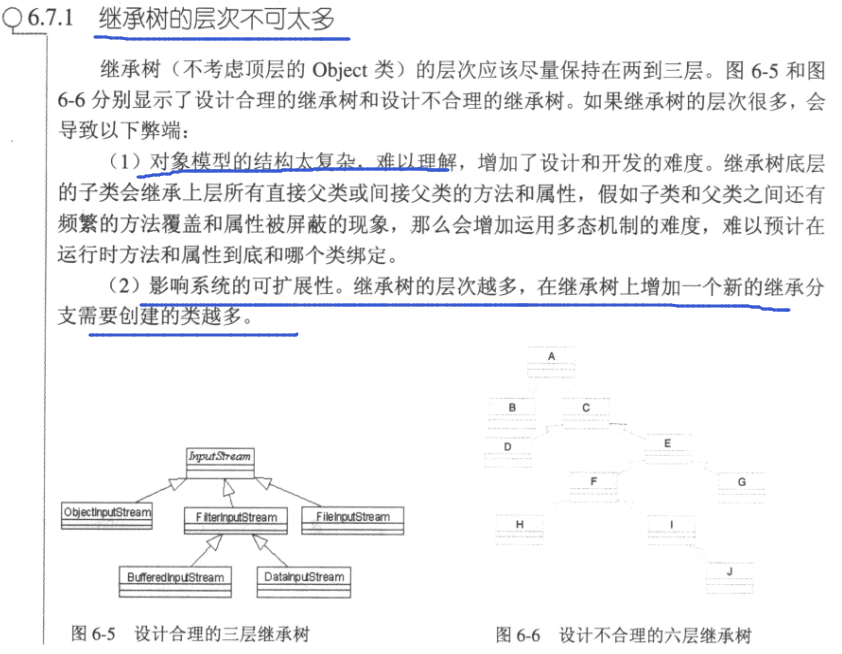 6.7.1 继承树的层次不可太多
继承树（不考虑顶层的 Object 类）的层次应该尽量保持在两到三层。图 6-5 和图
6-6 分别显示了设计合理的继承树和设计不合理的继承树。如果继承树的层次很多，会
导致以下弊端：
（1）对象模型的结构太复杂，难以理解，增加了设计和开发的难度。继承树底层
的子类会继承上层所有直接父类或间接父类的方法和属性，假如子类和父类之间还有
频繁的方法覆盖和属性被屏蔽的现象，那么会增加运用多态机制的难度，难以预计在
运行时方法和属性到底和哪个类绑定。
（2）影响系统的可扩展性。继承树的层次越多，在继承树上增加一个新的继承分
支需要创建的类越多。
InputStream
ObjectInputStream
FilterInputStream
FileInputStream
BufferedInputStream
DataInputStream
图 6-5 设计合理的三层继承树
A
B
C
D
E
F
G
H
I
J
图 6-6 设计不合理的六层继承树